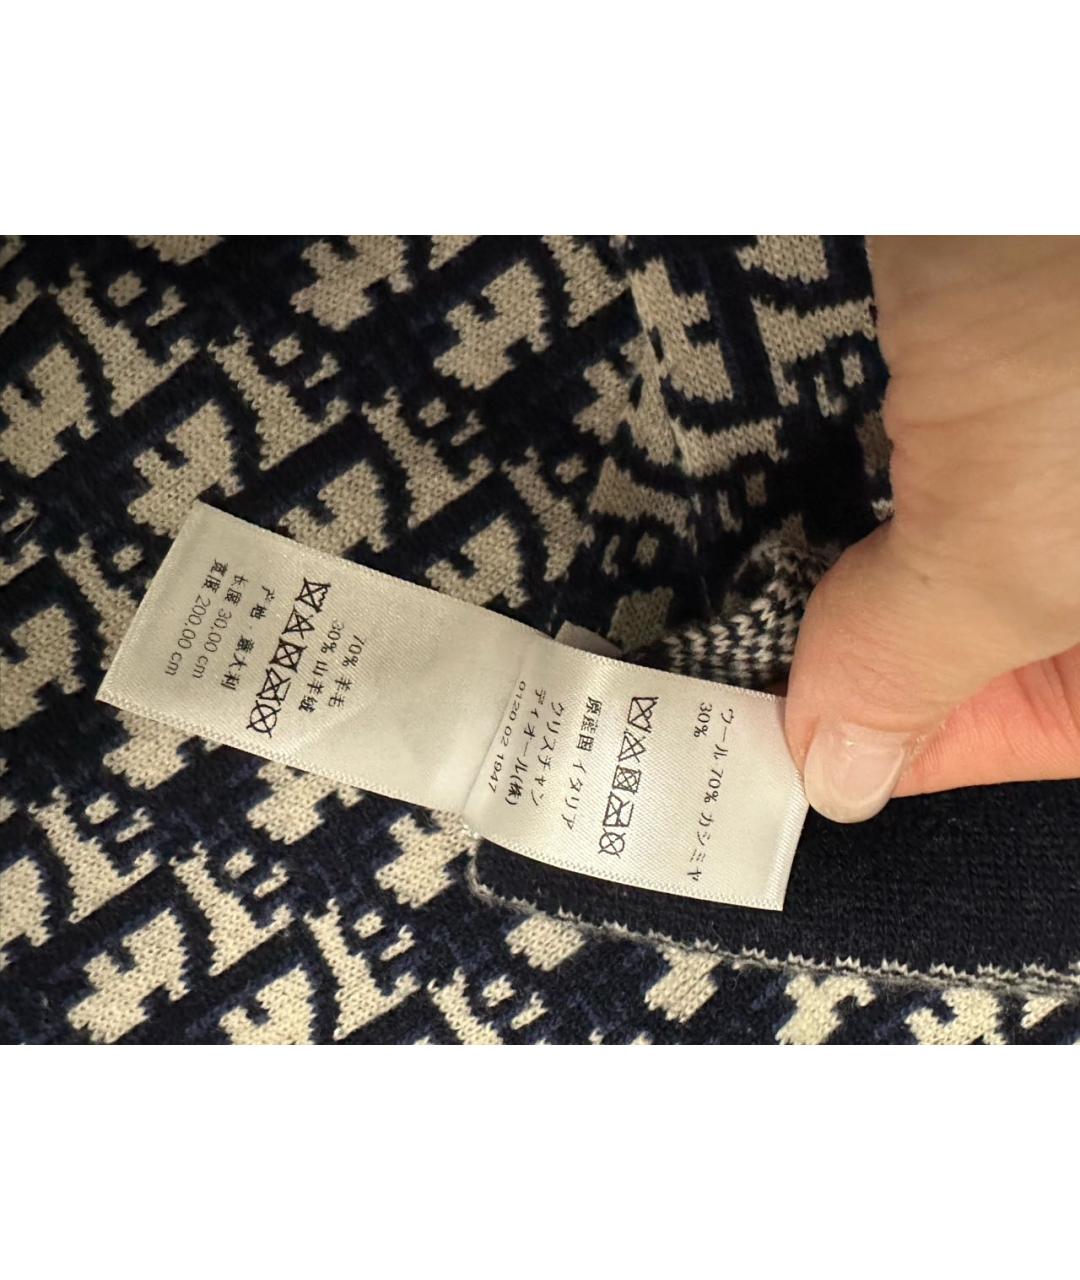 70% 羊毛
30% 山羊绒
产地：意大利
长度 30.00 cm
宽度 200.00 cm
ウール 70% カシミヤ
30%
原産国 イタリア
クリスチャン
ディオール(株)
0120 02 1947